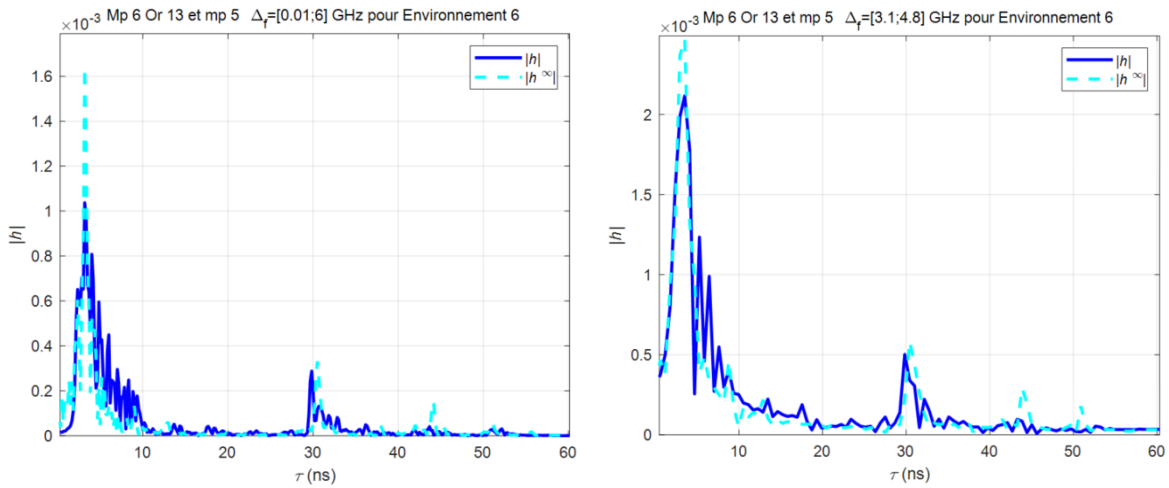 ×10⁻³ Mp 6 Or 13 et mp 5 Δ_f=[0.01;6] GHz pour Environnement 6
|h|
|h ^∞|
1.6
1.4
1.2
1
0.8
0.6
0.4
0.2
0
10 20 30 40 50 60
|h|
τ (ns)
×10⁻³ Mp 6 Or 13 et mp 5 Δ_f=[3.1;4.8] GHz pour Environnement 6
|h|
|h ^∞|
2
1.5
1
0.5
0
10 20 30 40 50 60
|h|
τ (ns)